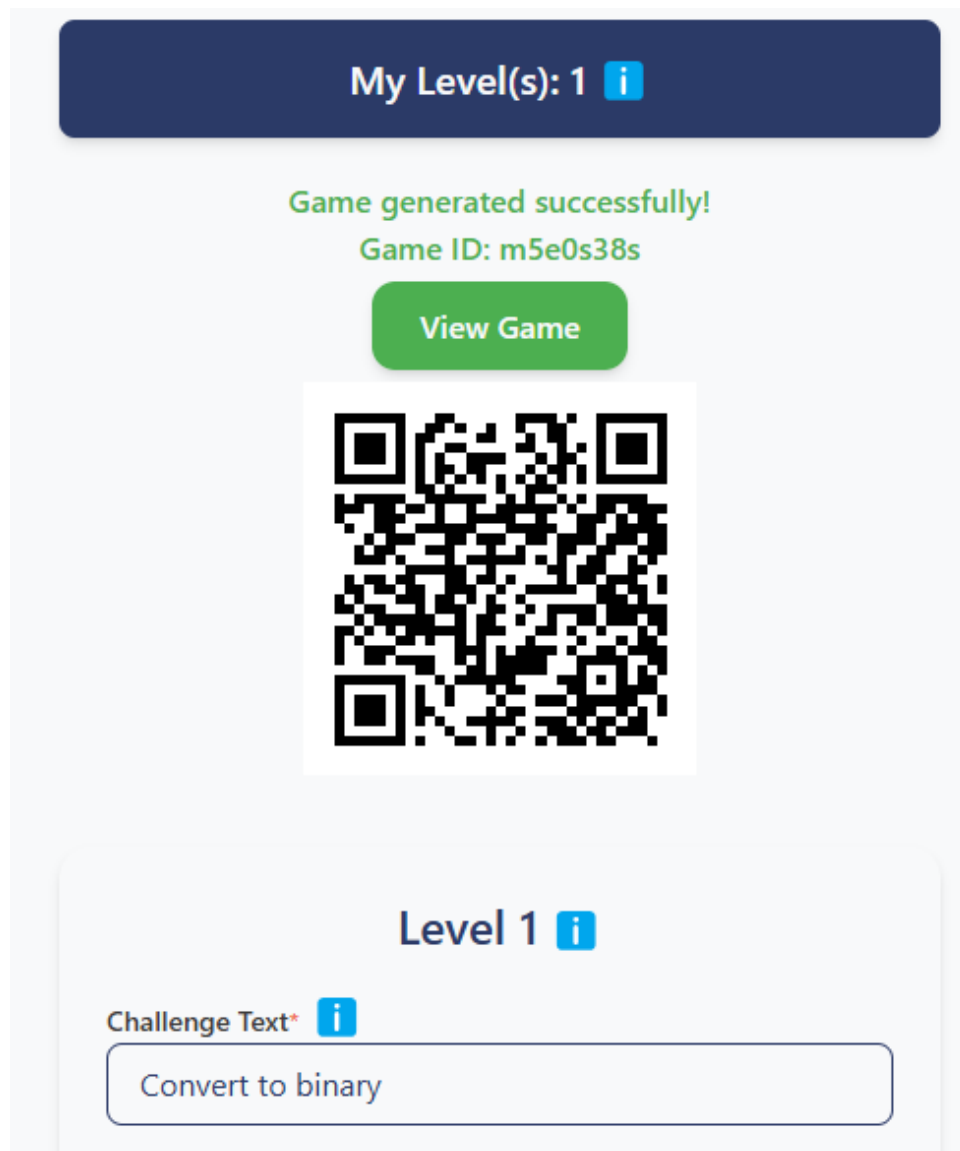 My Level(s): 1 ℹ️
Game generated successfully!
Game ID: m5e0s38s
View Game
Level 1 ℹ️
Challenge Text* ℹ️
Convert to binary